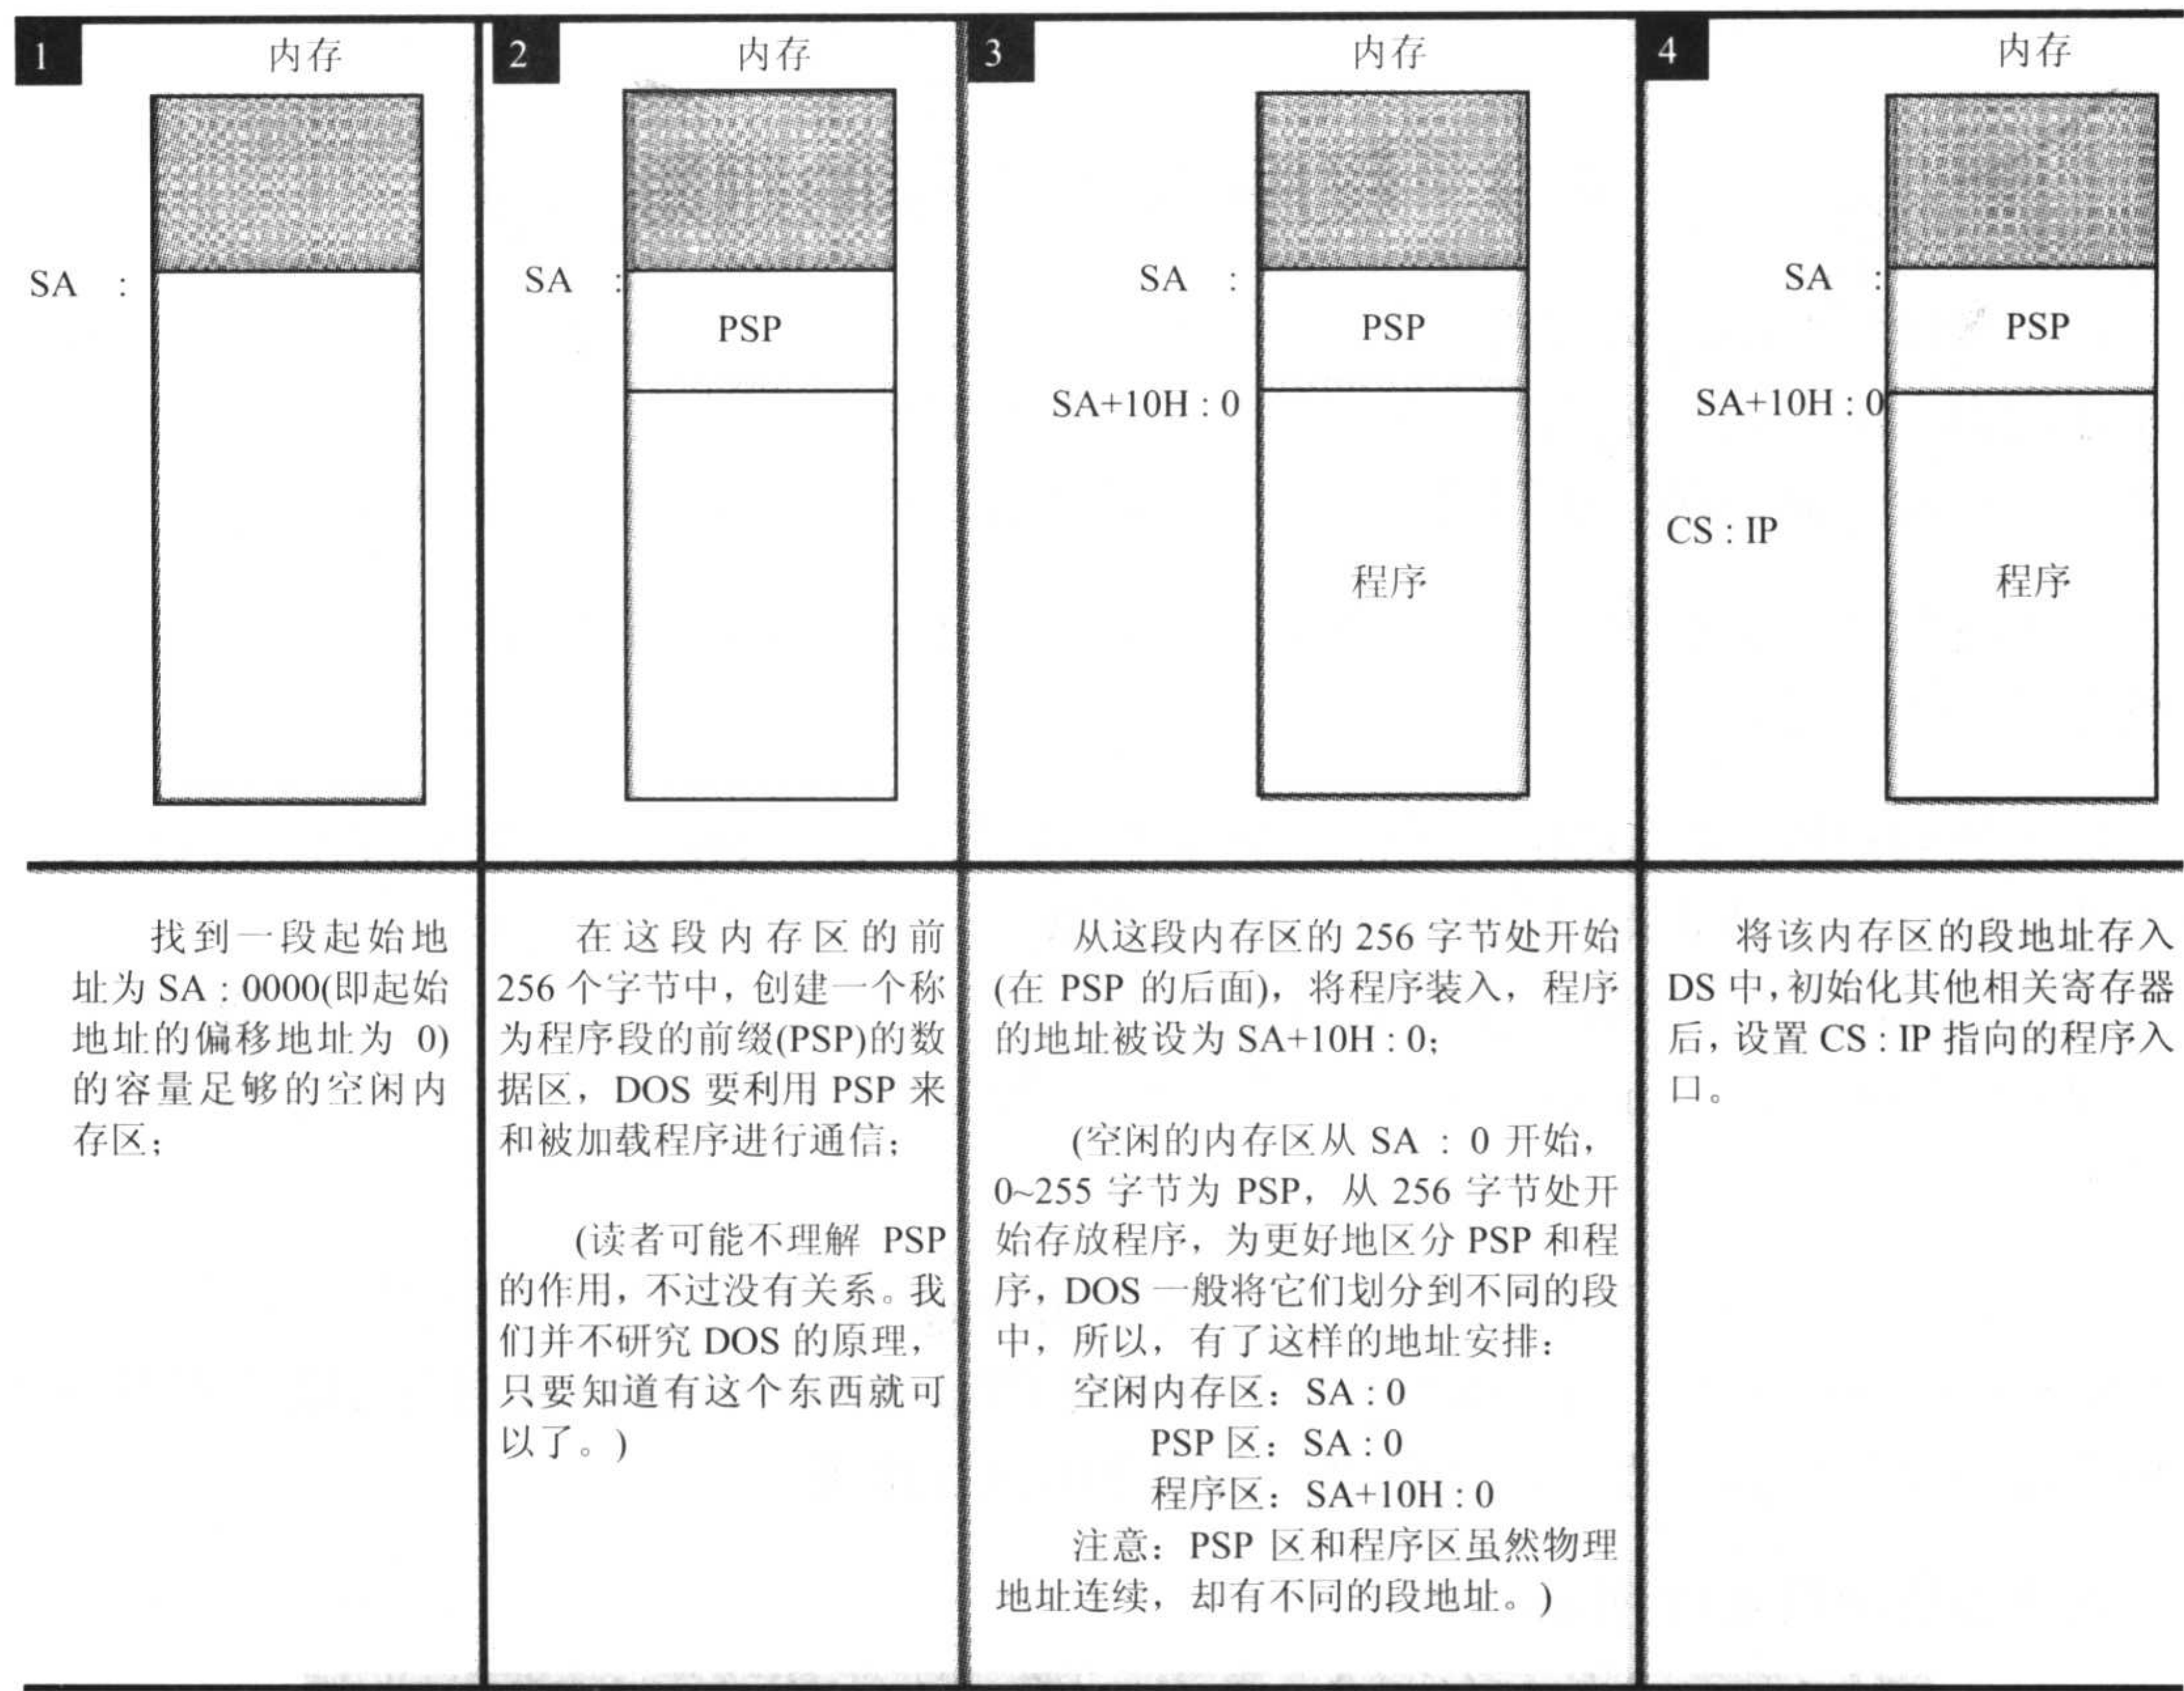 1
内存
SA :
2
内存
SA :
PSP
3
内存
SA :
PSP
SA+10H : 0
程序
4
内存
SA :
PSP
SA+10H : 0
CS : IP
程序
找到一段起始地
址为 SA : 0000(即起始
地址的偏移地址为 0)
的容量足够的空闲内
存区；
在这段内存区的前
256 个字节中，创建一个称
为程序段的前缀(PSP)的数
据区，DOS 要利用 PSP 来
和被加载程序进行通信；
(读者可能不理解 PSP
的作用，不过没有关系。我
们并不研究 DOS 的原理，
只要知道有这个东西就可
以了。)
从这段内存区的 256 字节处开始
(在 PSP 的后面)，将程序装入，程序
的地址被设为 SA+10H : 0；
(空闲的内存区从 SA : 0 开始，
0~255 字节为 PSP，从 256 字节处开
始存放程序，为更好地区分 PSP 和程
序，DOS 一般将它们划分到不同的段
中，所以，有了这样的地址安排：
空闲内存区：SA : 0
PSP 区：SA : 0
程序区：SA+10H : 0
注意：PSP 区和程序区虽然物理
地址连续，却有不同的段地址。)
将该内存区的段地址存入
DS 中，初始化其他相关寄存器
后，设置 CS : IP 指向的程序入
口。